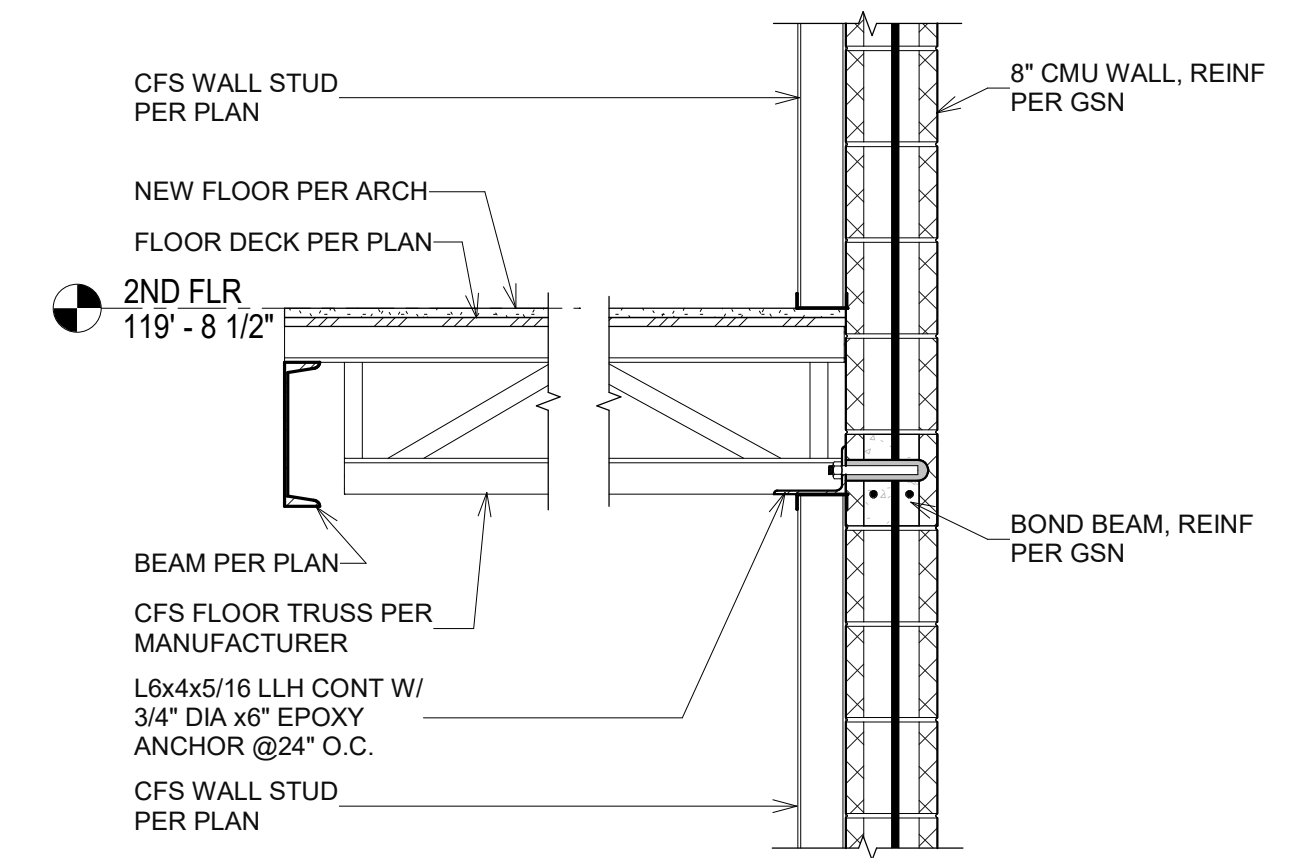 CFS WALL STUD
PER PLAN
8" CMU WALL, REINF
PER GSN
NEW FLOOR PER ARCH
FLOOR DECK PER PLAN
2ND FLR
119' - 8 1/2"
BOND BEAM, REINF
PER GSN
BEAM PER PLAN
CFS FLOOR TRUSS PER
MANUFACTURER
L6x4x5/16 LLH CONT W/
3/4" DIA x6" EPOXY
ANCHOR @24" O.C.
CFS WALL STUD
PER PLAN